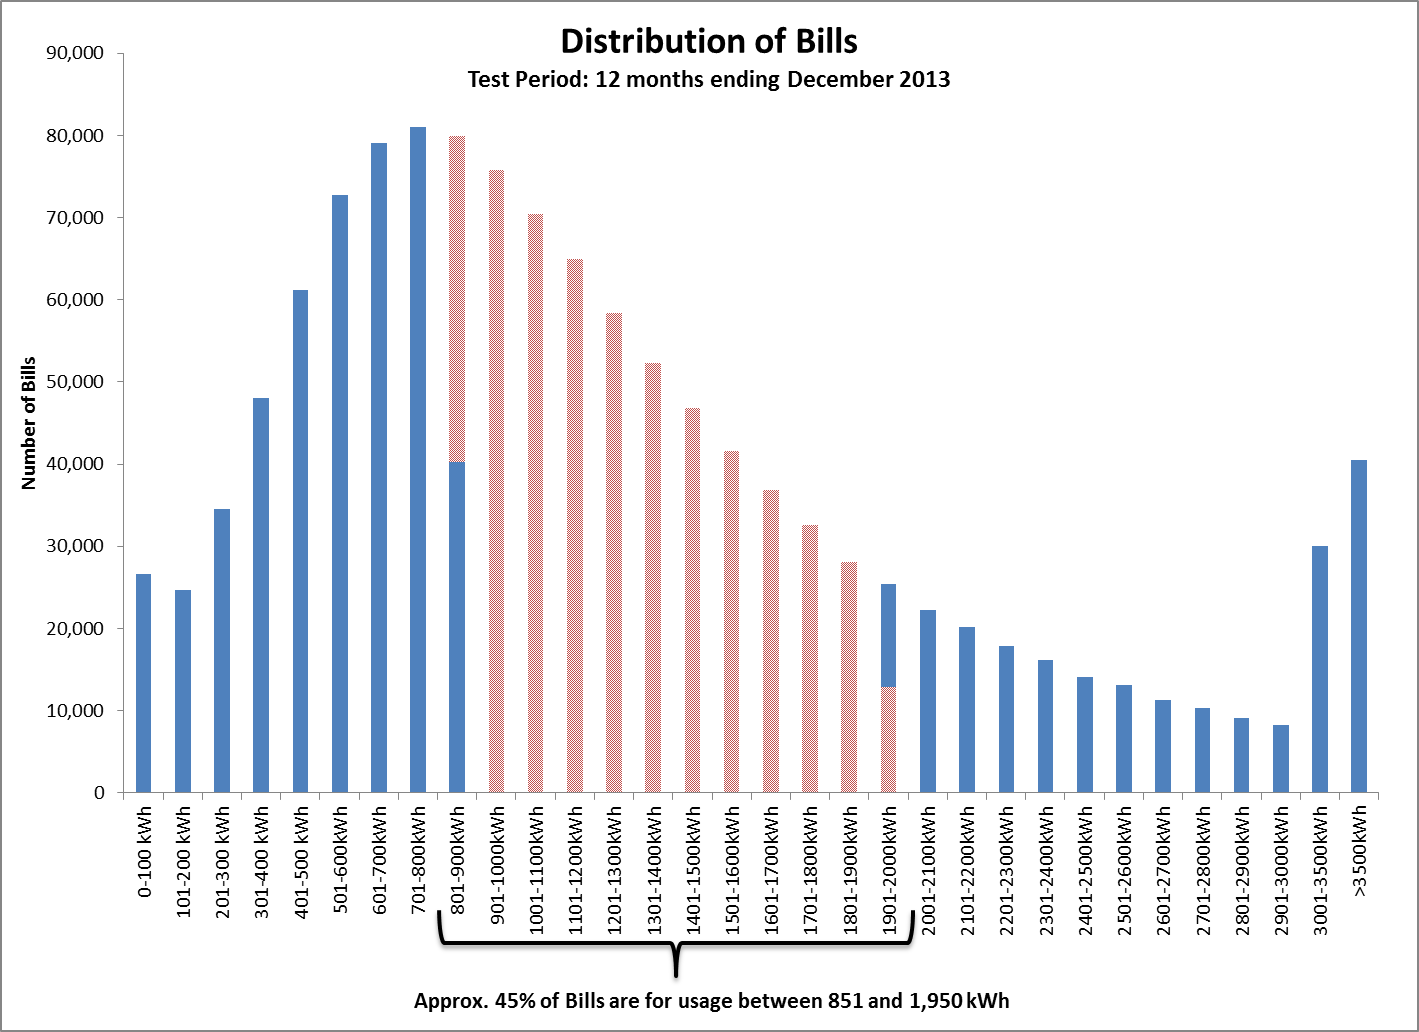 Distribution of Bills
Test Period: 12 months ending December 2013
Number of Bills
90,000
80,000
70,000
60,000
50,000
40,000
30,000
20,000
10,000
0
0-100 kWh
101-200 kWh
201-300 kWh
301-400 kWh
401-500 kWh
501-600kWh
601-700kWh
701-800kWh
801-900kWh
901-1000kWh
1001-1100kWh
1101-1200kWh
1201-1300kWh
1301-1400kWh
1401-1500kWh
1501-1600kWh
1601-1700kWh
1701-1800kWh
1801-1900kWh
1901-2000kWh
2001-2100kWh
2101-2200kWh
2201-2300kWh
2301-2400kWh
2401-2500kWh
2501-2600kWh
2601-2700kWh
2701-2800kWh
2801-2900kWh
2901-3000kWh
3001-3500kWh
>3500kWh
Approx. 45% of Bills are for usage between 851 and 1,950 kWh